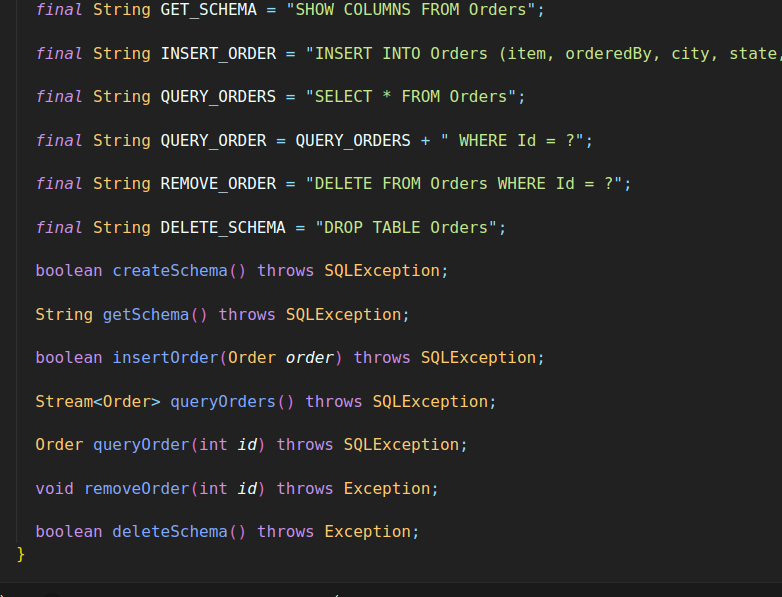 final String GET_SCHEMA = "SHOW COLUMNS FROM Orders";
final String INSERT_ORDER = "INSERT INTO Orders (item, orderedBy, city, state,
final String QUERY_ORDERS = "SELECT * FROM Orders";
final String QUERY_ORDER = QUERY_ORDERS + " WHERE Id = ?";
final String REMOVE_ORDER = "DELETE FROM Orders WHERE Id = ?";
final String DELETE_SCHEMA = "DROP TABLE Orders";
boolean createSchema() throws SQLException;
String getSchema() throws SQLException;
boolean insertOrder(Order order) throws SQLException;
Stream<Order> queryOrders() throws SQLException;
Order queryOrder(int id) throws SQLException;
void removeOrder(int id) throws Exception;
boolean deleteSchema() throws Exception;
}